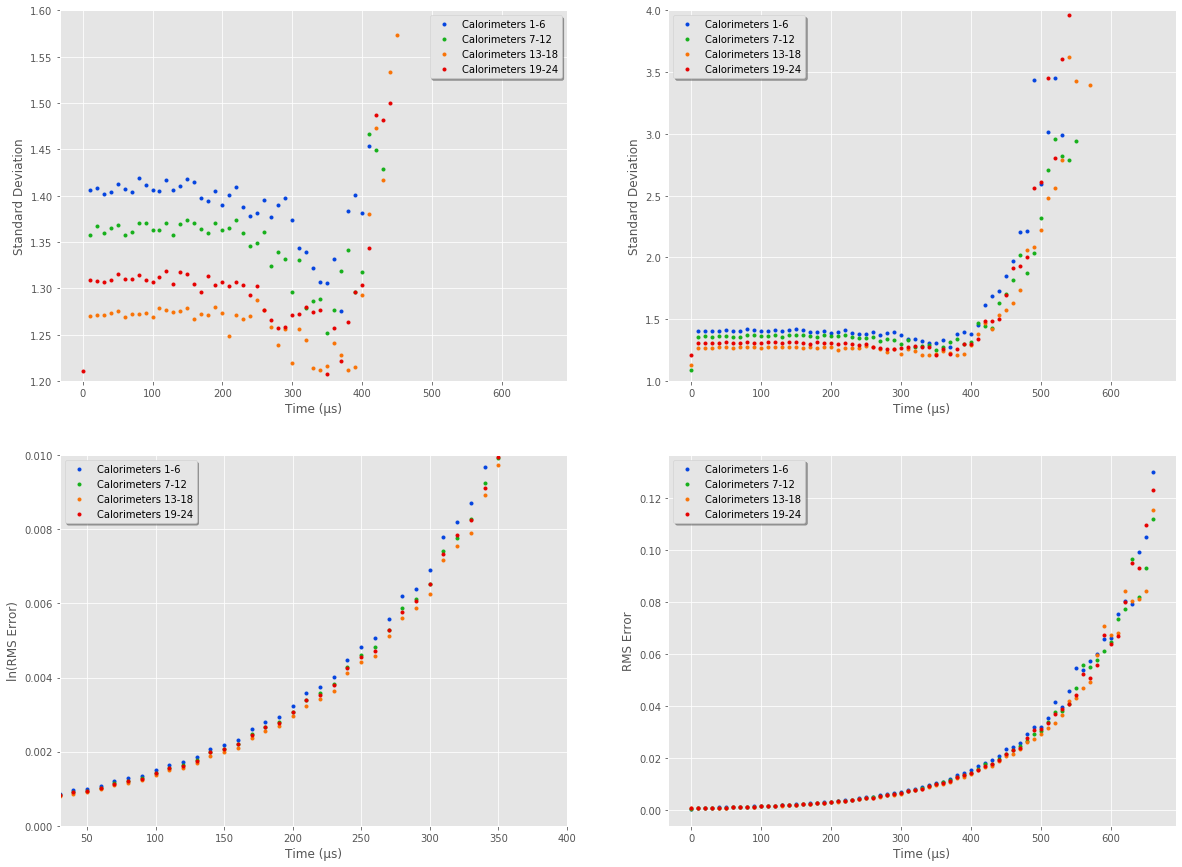 1.60
1.55
1.50
1.45
1.40
1.35
1.30
1.25
1.20
Standard Deviation
Calorimeters 1-6
Calorimeters 7-12
Calorimeters 13-18
Calorimeters 19-24
0 100 200 300 400 500 600
Time (μs)
4.0
3.5
3.0
2.5
2.0
1.5
1.0
Standard Deviation
Calorimeters 1-6
Calorimeters 7-12
Calorimeters 13-18
Calorimeters 19-24
0 100 200 300 400 500 600
Time (μs)
0.010
0.008
0.006
0.004
0.002
0.000
ln(RMS Error)
Calorimeters 1-6
Calorimeters 7-12
Calorimeters 13-18
Calorimeters 19-24
50 100 150 200 250 300 350 400
Time (μs)
0.12
0.10
0.08
0.06
0.04
0.02
0.00
RMS Error
Calorimeters 1-6
Calorimeters 7-12
Calorimeters 13-18
Calorimeters 19-24
0 100 200 300 400 500 600
Time (μs)